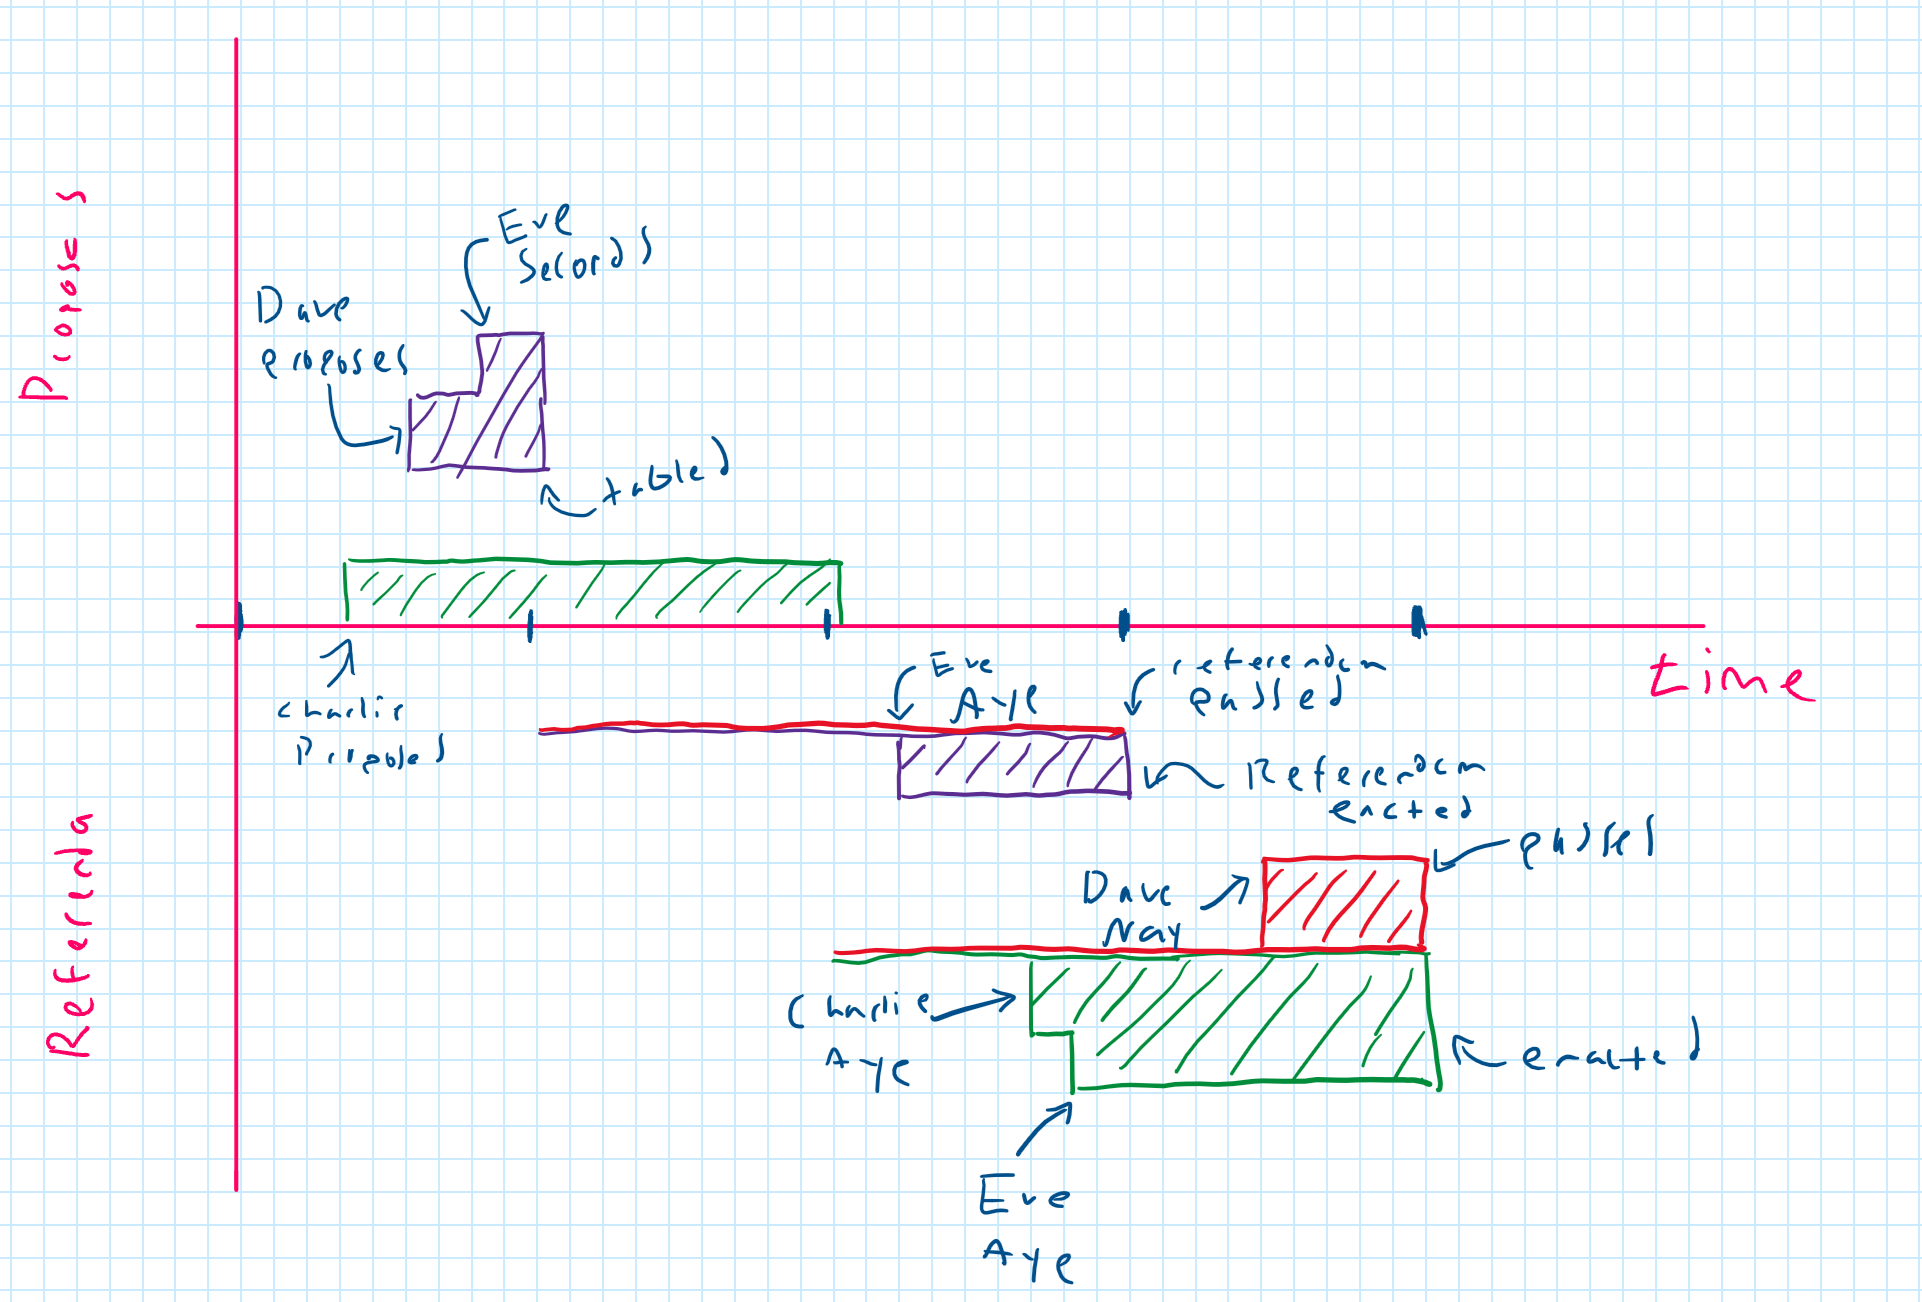 Proposes
Eve
Seconds
Dave
proposes
tabled
Charlie
Proposes
Eve
Aye
referendum
passed
time
Referendum
enacted
passes
Dave
Nay
Charlie
Aye
enacted
Eve
Aye
Referenda